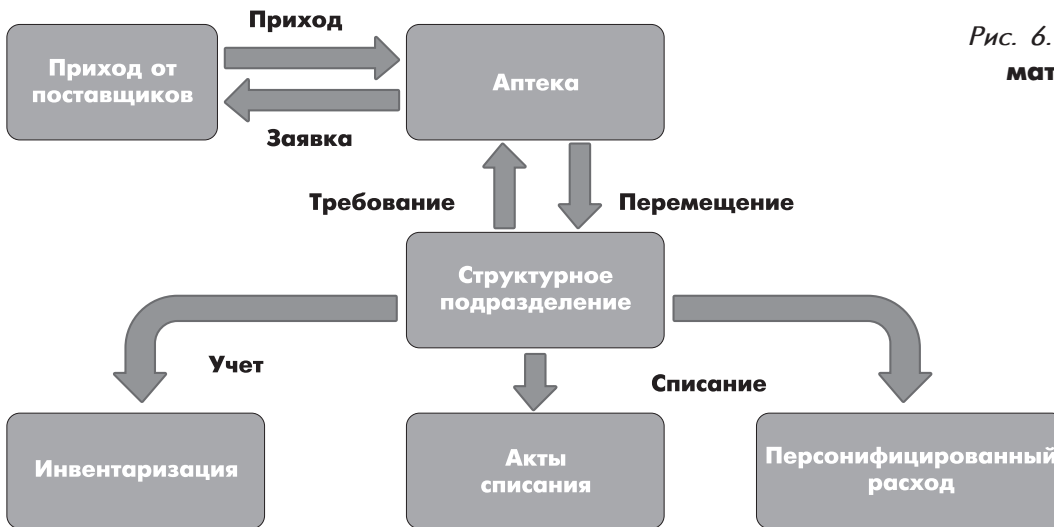 Приход
Рис. 6.
мат
Приход от
поставщиков
Аптека
Заявка
Требование
Перемещение
Структурное
подразделение
Учет
Списание
Инвентаризация
Акты
списания
Персонифицированный
расход